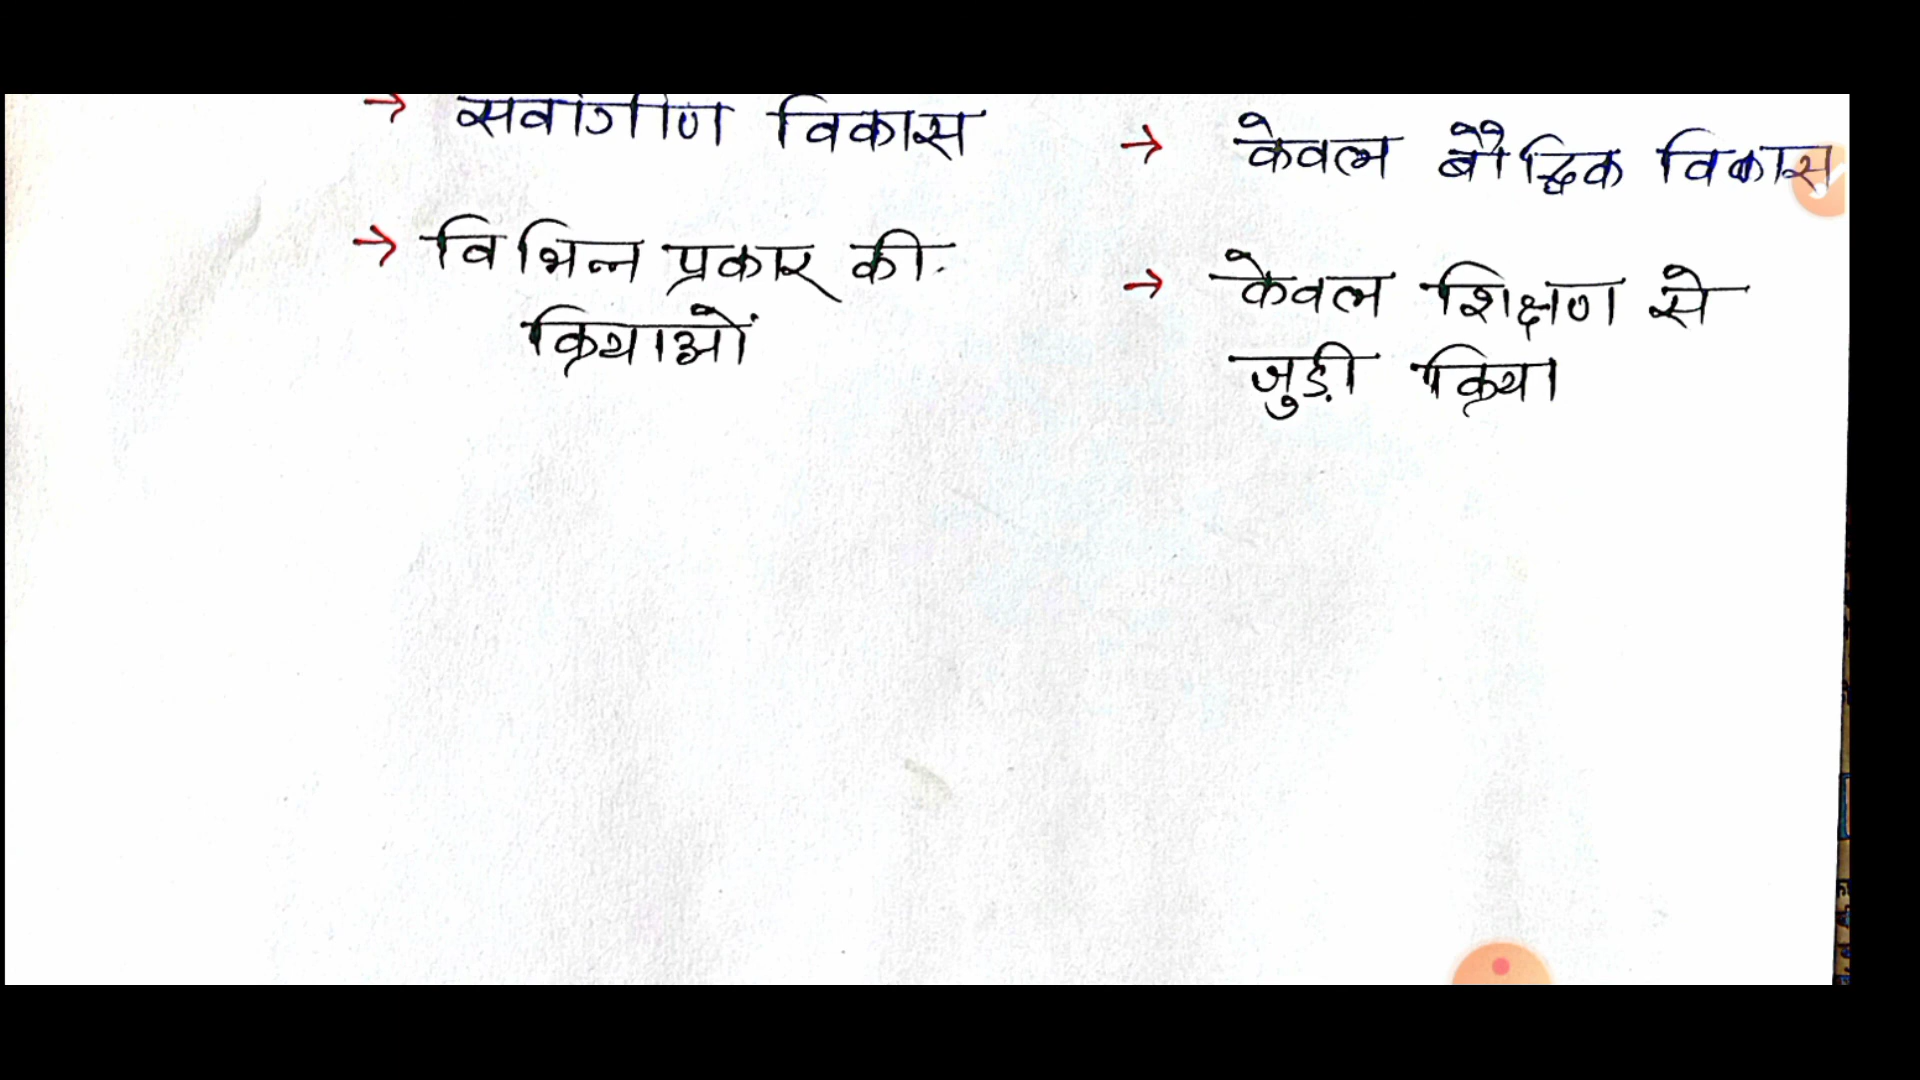 → सर्वांगीण विकास
→ विभिन्न प्रकार की
क्रियाओं
→ केवल बौद्धिक विकास
→ केवल शिक्षण से
जुड़ी क्रिया